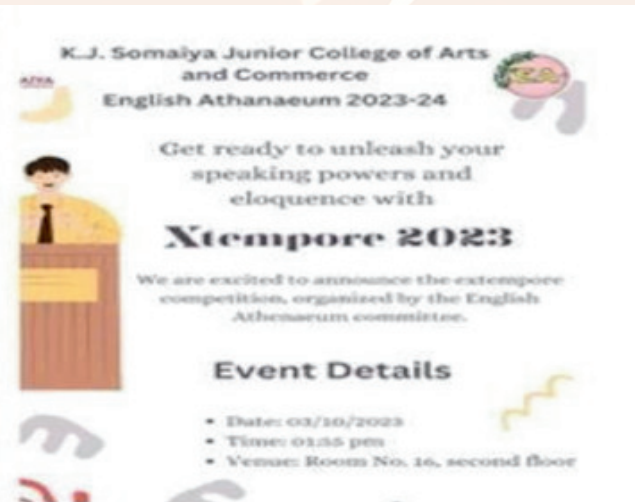 K.J. Somaiya Junior College of Arts
and Commerce
English Athanaeum 2023-24
Get ready to unleash your
speaking powers and
eloquence with
Xtempore 2023
We are excited to announce the extempore
competition, organized by the English
Athenaeum committee.
Event Details
• Date: 03/10/2023
• Time: 01:55 pm
• Venue: Room No. 16, second floor